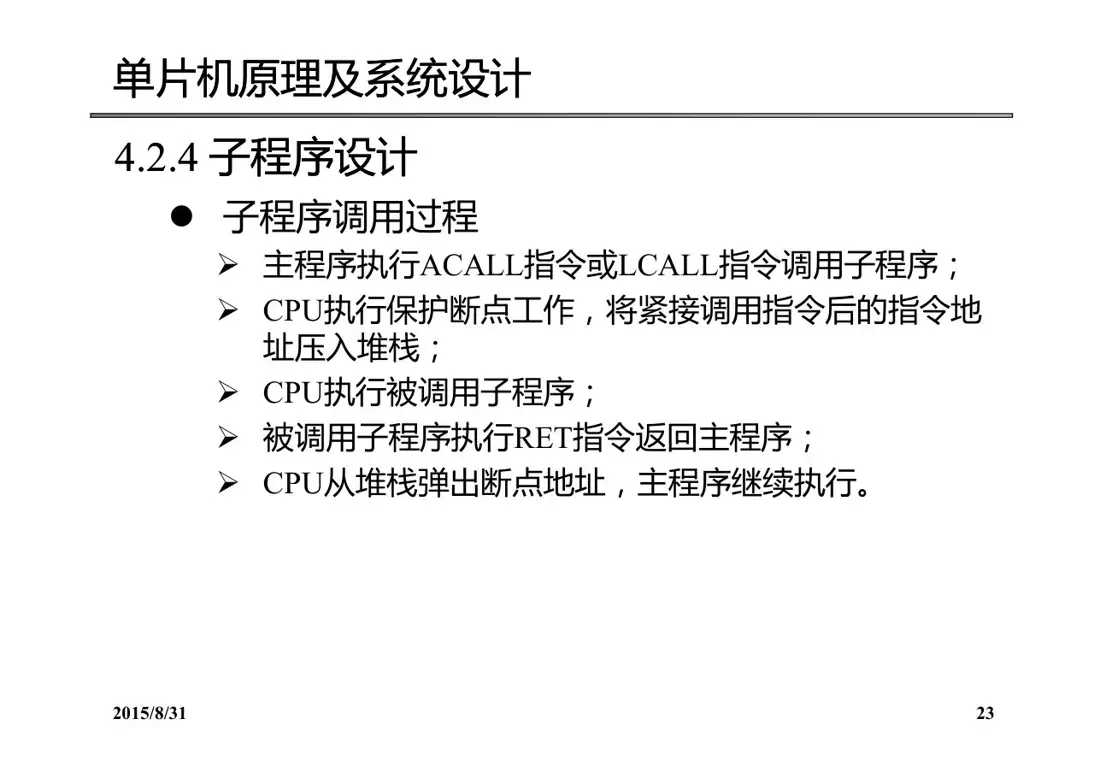 单片机原理及系统设计
4.2.4 子程序设计
● 子程序调用过程
➢ 主程序执行ACALL指令或LCALL指令调用子程序；
➢ CPU执行保护断点工作，将紧接调用指令后的指令地
址压入堆栈；
➢ CPU执行被调用子程序；
➢ 被调用子程序执行RET指令返回主程序；
➢ CPU从堆栈弹出断点地址，主程序继续执行。
2015/8/31
23